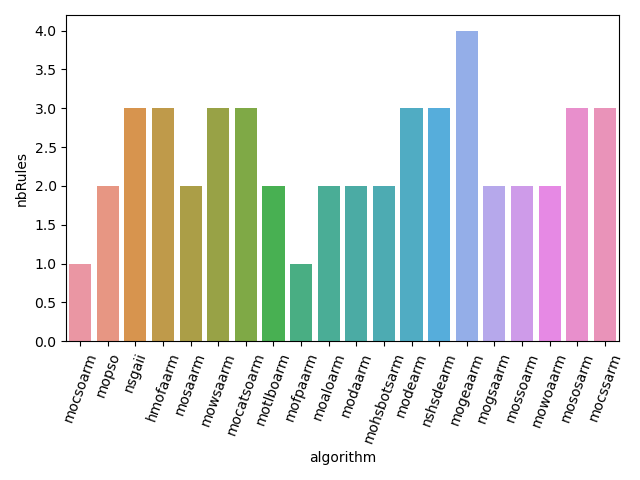 4.0
3.5
3.0
2.5
2.0
1.5
1.0
0.5
0.0
nbRules
mocsoarm
mopso
nsgaii
hmofaarm
mosaarm
mowsaarm
mocatsoarm
motlboarm
mofpaarm
moaloarm
modaarm
mohsbotsarm
modearm
nshsdearm
mogeaarm
mogsaarm
mossoarm
mowoaarm
mososarm
mocssarm
algorithm